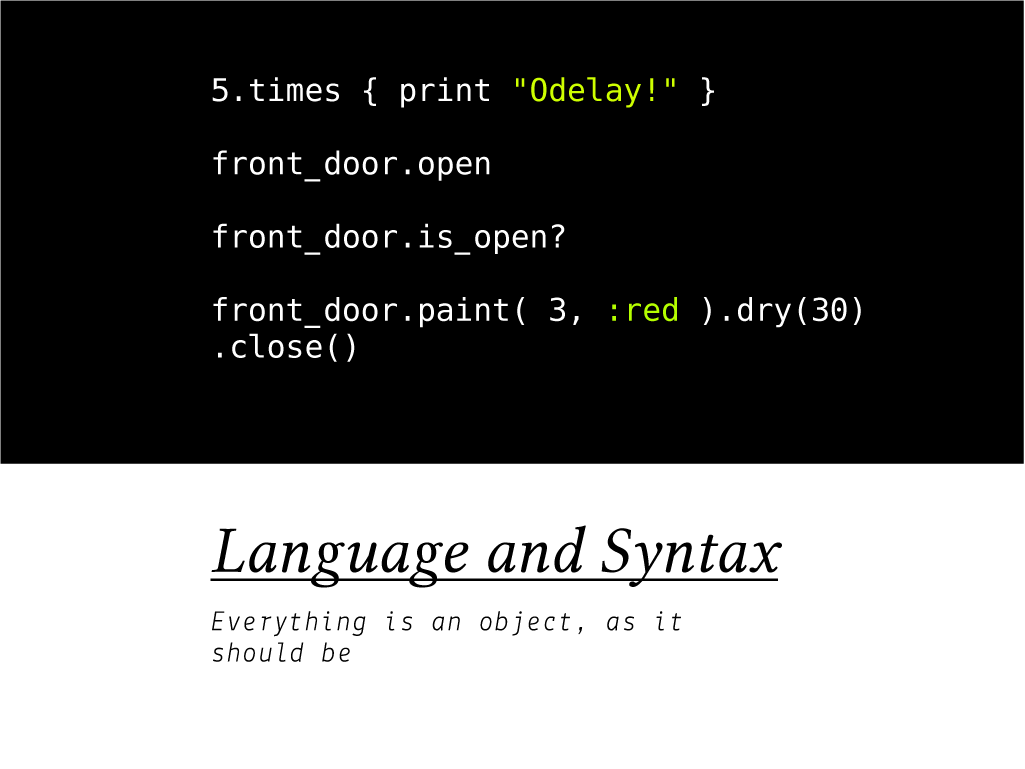 5.times { print "Odelay!" }
front_door.open
front_door.is_open?
front_door.paint( 3, :red ).dry(30)
.close()
Language and Syntax
Everything is an object, as it
should be